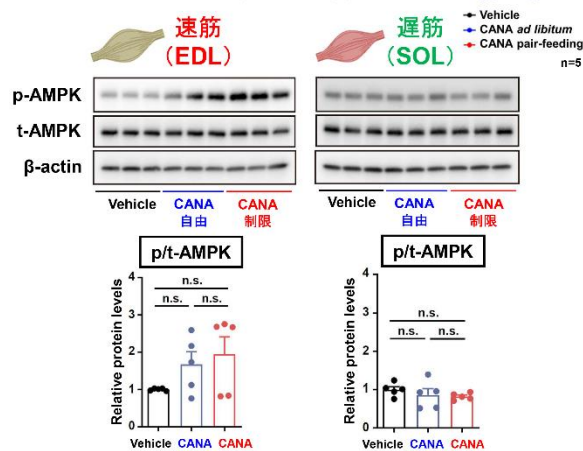 速筋
(EDL)
遅筋
(SOL)
Vehicle
CANA ad libitum
CANA pair-feeding
n=5
p-AMPK
t-AMPK
β-actin
Vehicle
CANA
自由
CANA
制限
Vehicle
CANA
自由
CANA
制限
p/t-AMPK
Relative protein levels
4
3
2
1
0
n.s.
n.s.
n.s.
Vehicle
CANA
CANA
p/t-AMPK
Relative protein levels
4
3
2
1
0
n.s.
n.s.
n.s.
Vehicle
CANA
CANA